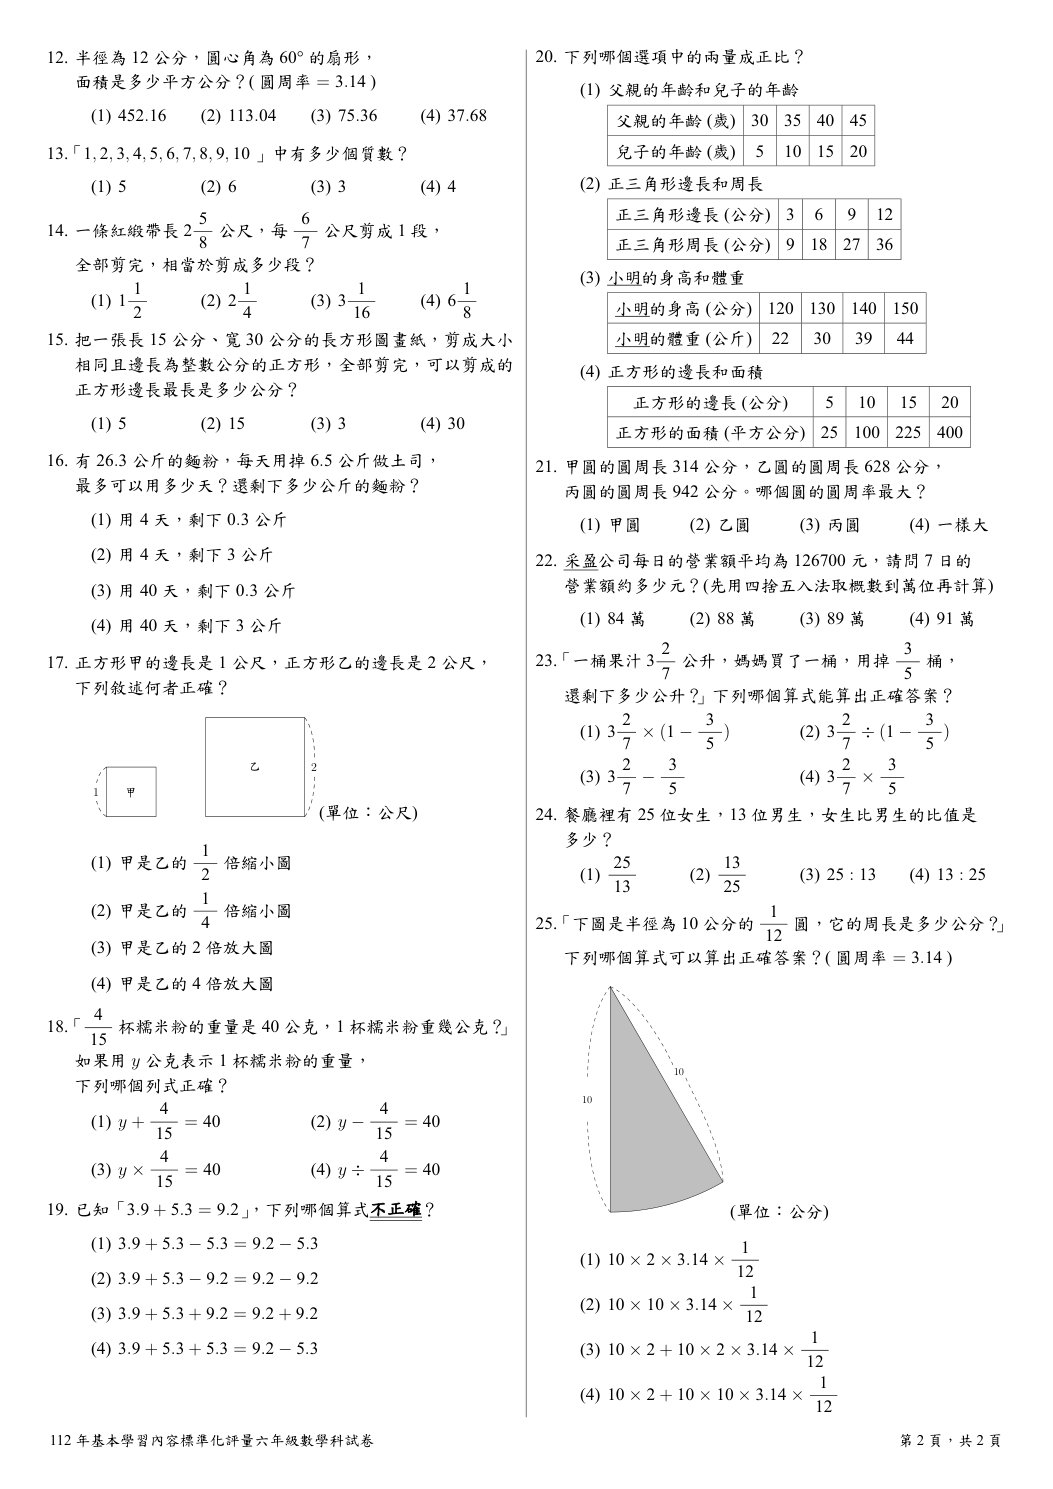 12. 半徑為 12 公分，圓心角為 60° 的扇形，
面積是多少平方公分？( 圓周率 = 3.14 )
(1) 452.16 (2) 113.04 (3) 75.36 (4) 37.68
13.「1, 2, 3, 4, 5, 6, 7, 8, 9, 10 」中有多少個質數？
(1) 5 (2) 6 (3) 3 (4) 4
14. 一條紅緞帶長 2 5/8 公尺，每 6/7 公尺剪成 1 段，
全部剪完，相當於剪成多少段？
(1) 1 1/2 (2) 2 1/4 (3) 3 1/16 (4) 6 1/8
15. 把一張長 15 公分、寬 30 公分的長方形圖畫紙，剪成大小
相同且邊長為整數公分的正方形，全部剪完，可以剪成的
正方形邊長最長是多少公分？
(1) 5 (2) 15 (3) 3 (4) 30
16. 有 26.3 公斤的麵粉，每天用掉 6.5 公斤做土司，
最多可以用多少天？還剩下多少公斤的麵粉？
(1) 用 4 天，剩下 0.3 公斤
(2) 用 4 天，剩下 3 公斤
(3) 用 40 天，剩下 0.3 公斤
(4) 用 40 天，剩下 3 公斤
17. 正方形甲的邊長是 1 公尺，正方形乙的邊長是 2 公尺，
下列敘述何者正確？
乙 2
1 甲
(單位：公尺)
(1) 甲是乙的 1/2 倍縮小圖
(2) 甲是乙的 1/4 倍縮小圖
(3) 甲是乙的 2 倍放大圖
(4) 甲是乙的 4 倍放大圖
18.「4/15 杯糯米粉的重量是 40 公克，1 杯糯米粉重幾公克？」
如果用 y 公克表示 1 杯糯米粉的重量，
下列哪個列式正確？
(1) y + 4/15 = 40 (2) y − 4/15 = 40
(3) y × 4/15 = 40 (4) y ÷ 4/15 = 40
19. 已知「3.9 + 5.3 = 9.2」，下列哪個算式不正確？
(1) 3.9 + 5.3 − 5.3 = 9.2 − 5.3
(2) 3.9 + 5.3 − 9.2 = 9.2 − 9.2
(3) 3.9 + 5.3 + 9.2 = 9.2 + 9.2
(4) 3.9 + 5.3 + 5.3 = 9.2 − 5.3
20. 下列哪個選項中的兩量成正比？
(1) 父親的年齡和兒子的年齡
父親的年齡 (歲) 30 35 40 45
兒子的年齡 (歲) 5 10 15 20
(2) 正三角形邊長和周長
正三角形邊長 (公分) 3 6 9 12
正三角形周長 (公分) 9 18 27 36
(3) 小明的身高和體重
小明的身高 (公分) 120 130 140 150
小明的體重 (公斤) 22 30 39 44
(4) 正方形的邊長和面積
正方形的邊長 (公分) 5 10 15 20
正方形的面積 (平方公分) 25 100 225 400
21. 甲圓的圓周長 314 公分，乙圓的圓周長 628 公分，
丙圓的圓周長 942 公分。哪個圓的圓周率最大？
(1) 甲圓 (2) 乙圓 (3) 丙圓 (4) 一樣大
22. 采盈公司每日的營業額平均為 126700 元，請問 7 日的
營業額約多少元？(先用四捨五入法取概數到萬位再計算)
(1) 84 萬 (2) 88 萬 (3) 89 萬 (4) 91 萬
23.「一桶果汁 3 2/7 公升，媽媽買了一桶，用掉 3/5 桶，
還剩下多少公升？」下列哪個算式能算出正確答案？
(1) 3 2/7 × (1 − 3/5) (2) 3 2/7 ÷ (1 − 3/5)
(3) 3 2/7 − 3/5 (4) 3 2/7 × 3/5
24. 餐廳裡有 25 位女生，13 位男生，女生比男生的比值是
多少？
(1) 25/13 (2) 13/25 (3) 25 : 13 (4) 13 : 25
25.「下圖是半徑為 10 公分的 1/12 圓，它的周長是多少公分？」
下列哪個算式可以算出正確答案？( 圓周率 = 3.14 )
10
10
(單位：公分)
(1) 10 × 2 × 3.14 × 1/12
(2) 10 × 10 × 3.14 × 1/12
(3) 10 × 2 + 10 × 2 × 3.14 × 1/12
(4) 10 × 2 + 10 × 10 × 3.14 × 1/12
112 年基本學習內容標準化評量六年級數學科試卷
第 2 頁，共 2 頁